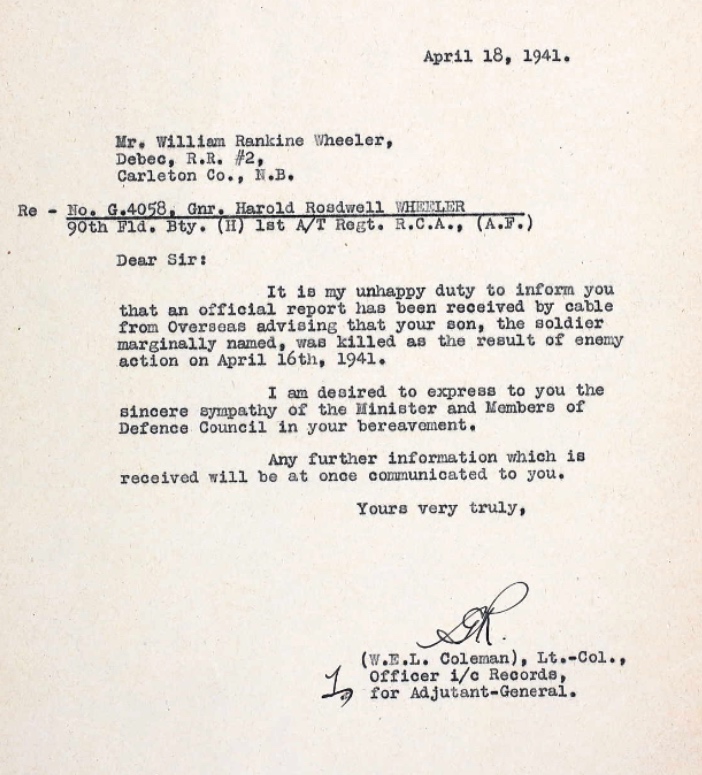 April 18, 1941.
Mr. William Rankine Wheeler,
Debec, R.R. #2,
Carleton Co., N.B.
Re - No. G.4058, Gnr. Harold Rosdwell WHEELER
90th Fld. Bty. (H) 1st A/T Regt. R.C.A., (A.F.)
Dear Sir:
It is my unhappy duty to inform you
that an official report has been received by cable
from Overseas advising that your son, the soldier
marginally named, was killed as the result of enemy
action on April 16th, 1941.
I am desired to express to you the
sincere sympathy of the Minister and Members of
Defence Council in your bereavement.
Any further information which is
received will be at once communicated to you.
Yours very truly,
(W.E.L. Coleman), Lt.-Col.,
Officer i/c Records,
for Adjutant-General.